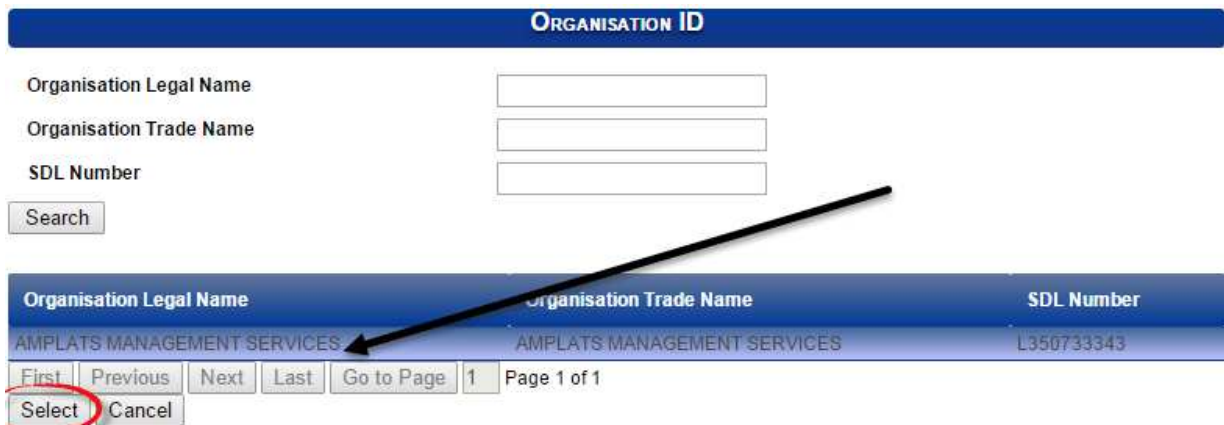 ORGANISATION ID
Organisation Legal Name
Organisation Trade Name
SDL Number
Search
Organisation Legal Name Organisation Trade Name SDL Number
AMPLATS MANAGEMENT SERVICES AMPLATS MANAGEMENT SERVICES L350733343
First Previous Next Last Go to Page 1 Page 1 of 1
Select Cancel